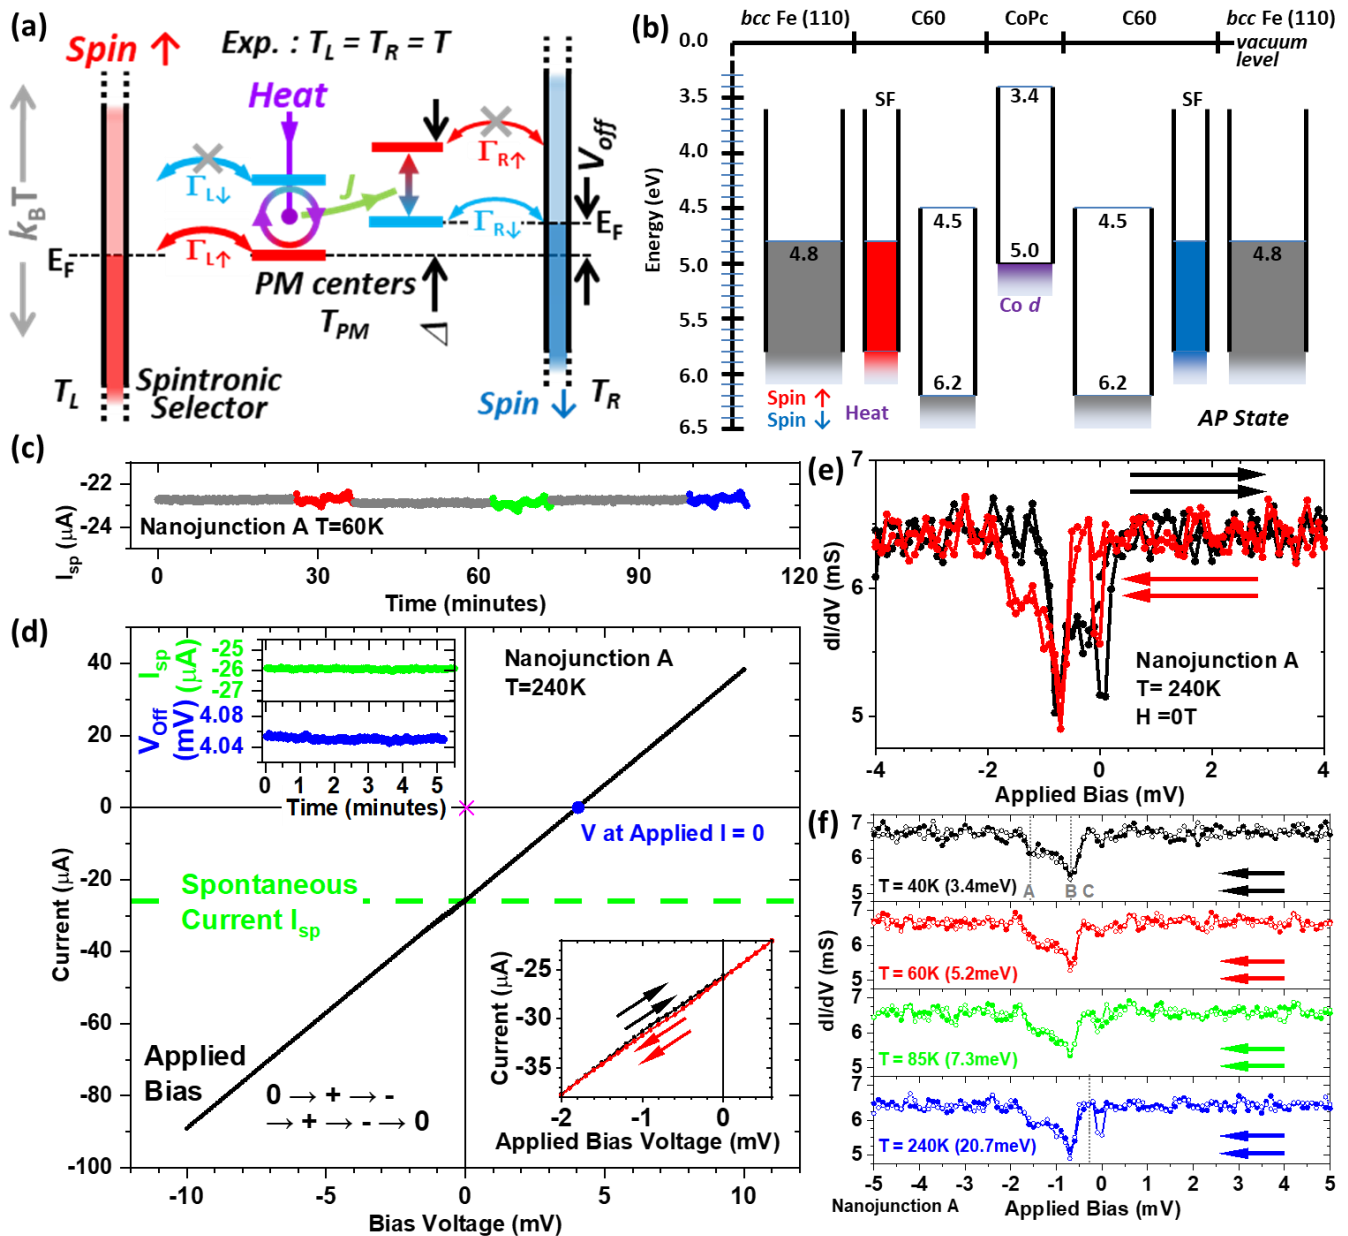 (a)
Spin ↑
Exp. : T_L = T_R = T
Heat
k_BT
Γ_L↓
Γ_L↑
J
Γ_R↑
Γ_R↓
V_off
E_F
E_F
PM centers
T_PM
Δ
T_L
Spintronic
Selector
Spin ↓
T_R
(b)
bcc Fe (110)
C60
CoPc
C60
bcc Fe (110)
vacuum
level
Energy (eV)
0.0
3.5
4.0
4.5
5.0
5.5
6.0
6.5
SF
SF
4.8
4.5
6.2
3.4
5.0
Co d
4.5
6.2
4.8
Spin ↑
Spin ↓
Heat
AP State
(c)
I_sp (μA)
-22
-24
Nanojunction A T=60K
0 30 60 90 120
Time (minutes)
(d)
Current (μA)
40
20
0
-20
-40
-60
-80
-100
I_sp
(μA)
-25
-26
-27
V_Off
(mV)
4.08
4.04
0 1 2 3 4 5
Time (minutes)
Nanojunction A
T=240K
V at Applied I = 0
Spontaneous
Current I_sp
Applied
Bias
0 → + → -
→ + → - → 0
Current (μA)
-25
-30
-35
-2 -1 0
Applied Bias Voltage (mV)
-10 -5 0 5 10
Bias Voltage (mV)
(e)
dI/dV (mS)
7
6
5
Nanojunction A
T= 240K
H =0T
-4 -2 0 2 4
Applied Bias (mV)
(f)
dI/dV (mS)
7
6
5
T = 40K (3.4meV)
A B C
7
6
5
T = 60K (5.2meV)
7
6
5
T = 85K (7.3meV)
7
6
5
T = 240K (20.7meV)
-5 -4 -3 -2 -1 0 1 2 3 4 5
Nanojunction A
Applied Bias (mV)